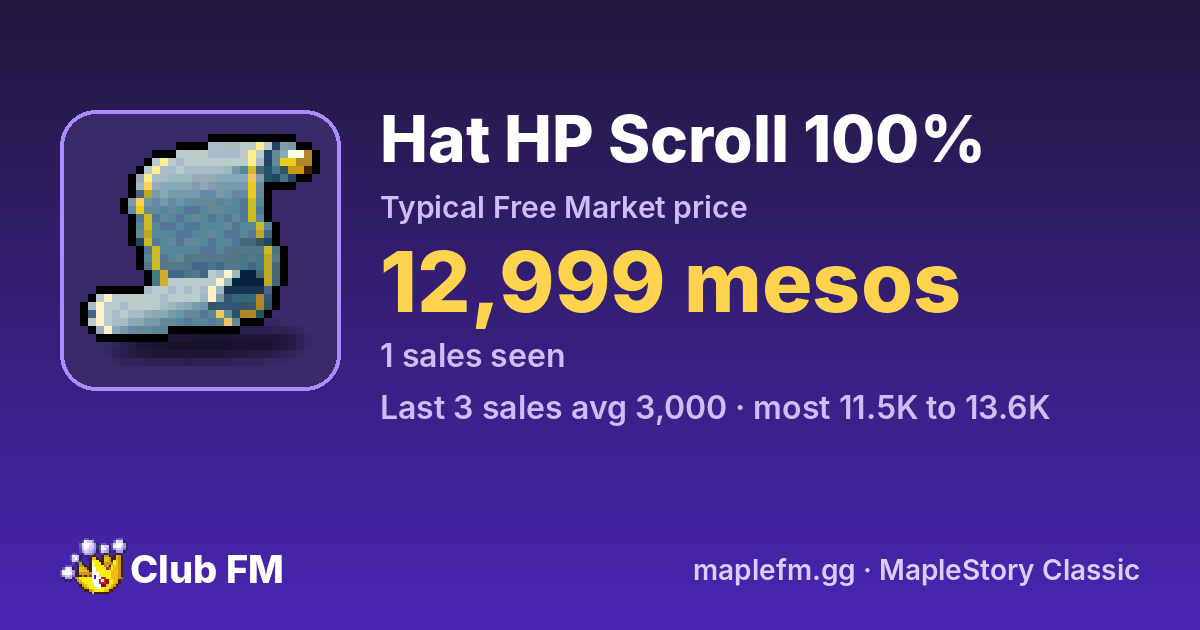 Hat HP Scroll 100%
Typical Free Market price
12,999 mesos
1 sales seen
Last 3 sales avg 3,000 · most 11.5K to 13.6K
Club FM
maplefm.gg · MapleStory Classic